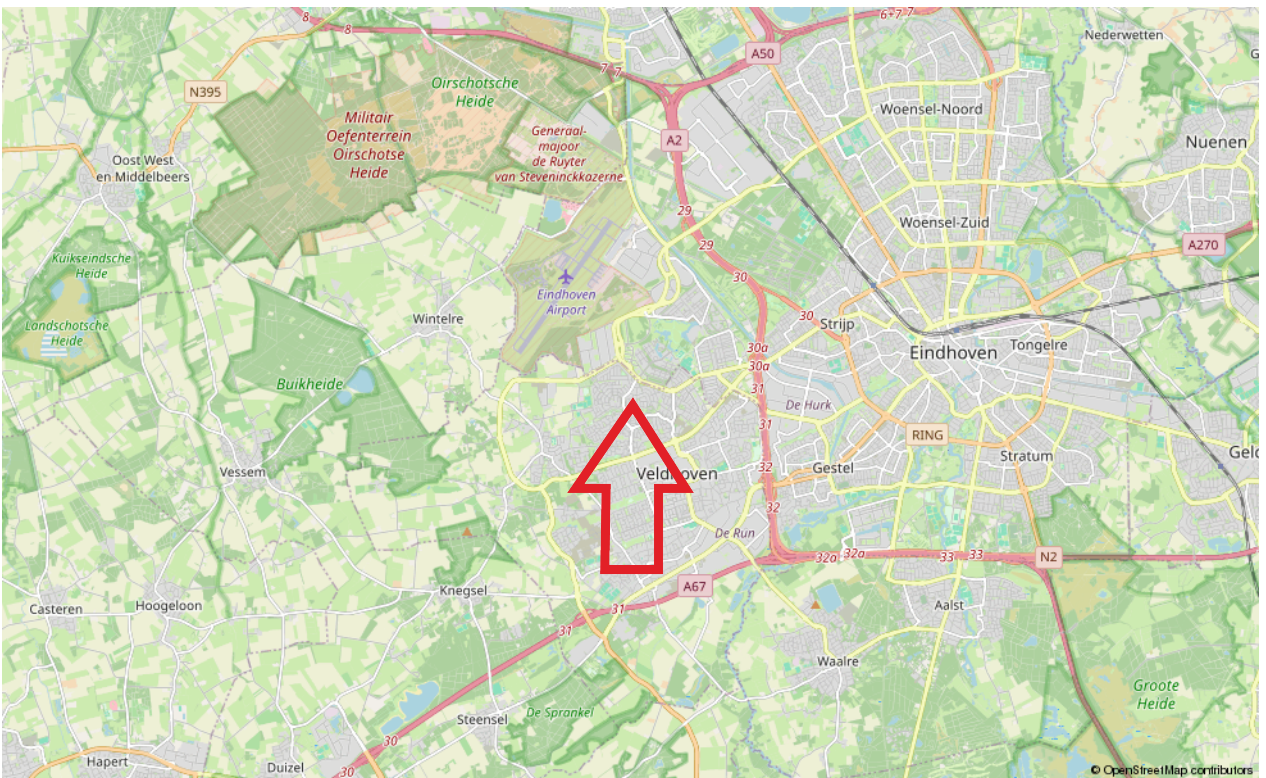 8
8
6+7
7
Nederwetten
A50
G
7
7
Oirschotsche
Heide
N395
Woensel-Noord
Militair
Oefenterrein
Oirschotse
Heide
Generaal-
majoor
de Ruyter
van Steveninckkazerne
A2
Nuenen
Oost West
en Middelbeers
29
Woensel-Zuid
29
A270
Kuikseindsche
Heide
30
Eindhoven
Airport
Landschotsche
Heide
Wintelre
30
Strijp
Eindhoven
Tongelre
30a
30a
Buikheide
31
De Hurk
31
RING
Stratum
Geld
Vessem
Veldhoven
32
Gestel
32
De Run
32a
32a
33
33
N2
A67
Knegsel
Casteren
Hoogeloon
31
31
Aalst
Waalre
Groote
Heide
Steensel
De Sprankel
30
Hapert
Duizel
30
© OpenStreetMap contributors